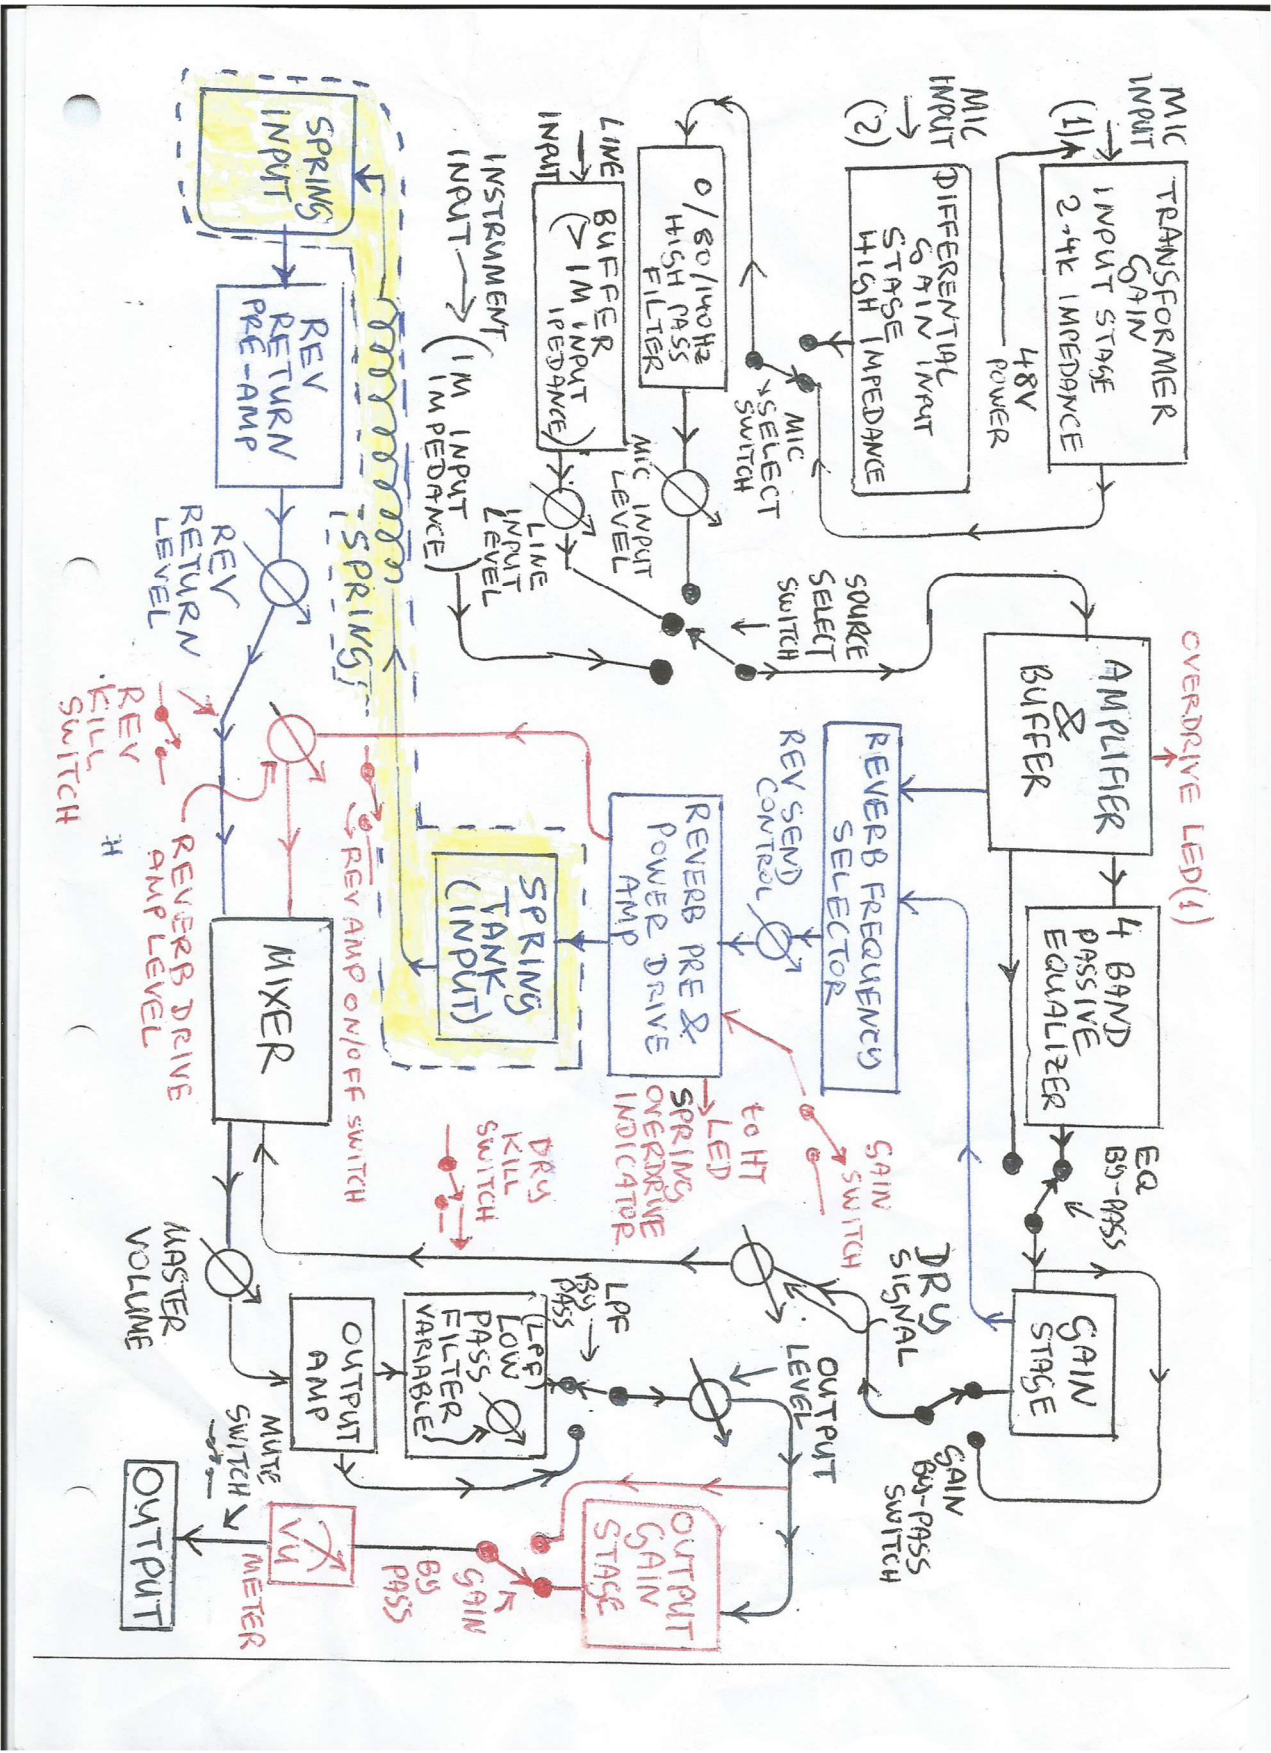 MIC
INPUT
(1)
TRANSFORMER
GAIN
INPUT STAGE
2.4K IMPEDANCE
48V
POWER
MIC
INPUT
(2)
DIFFERENTIAL
GAIN INPUT
STAGE
HIGH IMPEDANCE
MIC
SELECT
SWITCH
0/80/140Hz
HIGH PASS
FILTER
MIC INPUT
LEVEL
LINE
INPUT
BUFFER
(> 1M INPUT
IPEDANCE)
LINE
INPUT
LEVEL
INSTRUMENT
INPUT
(1M INPUT
IMPEDANCE)
SOURCE
SELECT
SWITCH
OVERDRIVE LED(1)
AMPLIFIER
&
BUFFER
4 BAND
PASSIVE
EQUALIZER
EQ
BY-PASS
GAIN
STAGE
GAIN
BY-PASS
SWITCH
DRY
SIGNAL
REVERB FREQUENCY
SELECTOR
REV SEND
CONTROL
GAIN
SWITCH
REVERB PRE &
POWER DRIVE
AMP
to HT
LED
SPRING
OVERDRIVE
INDICATOR
SPRING
TANK
(INPUT)
SPRING
SPRING
INPUT
REV
RETURN
PRE-AMP
REV
RETURN
LEVEL
REV
KILL
SWITCH
H
REVERB DRIVE
AMP LEVEL
REV AMP ON/OFF SWITCH
DRY
KILL
SWITCH
MIXER
MASTER
VOLUME
OUTPUT
AMP
(LPF)
LOW
PASS
FILTER
VARIABLE)
LPF
BY
PASS
OUTPUT
LEVEL
OUTPUT
GAIN
STAGE
GAIN
BY
PASS
VU
METER
MUTE
SWITCH
OUTPUT